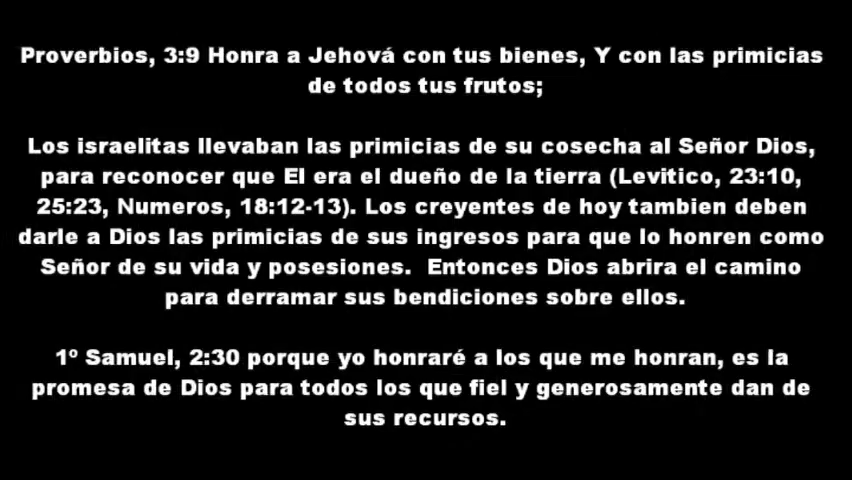 Proverbios, 3:9 Honra a Jehová con tus bienes, Y con las primicias
de todos tus frutos;
Los israelitas llevaban las primicias de su cosecha al Señor Dios,
para reconocer que El era el dueño de la tierra (Levitico, 23:10,
25:23, Numeros, 18:12-13). Los creyentes de hoy tambien deben
darle a Dios las primicias de sus ingresos para que lo honren como
Señor de su vida y posesiones.  Entonces Dios abrira el camino
para derramar sus bendiciones sobre ellos.
1º Samuel, 2:30 porque yo honraré a los que me honran, es la
promesa de Dios para todos los que fiel y generosamente dan de
sus recursos.